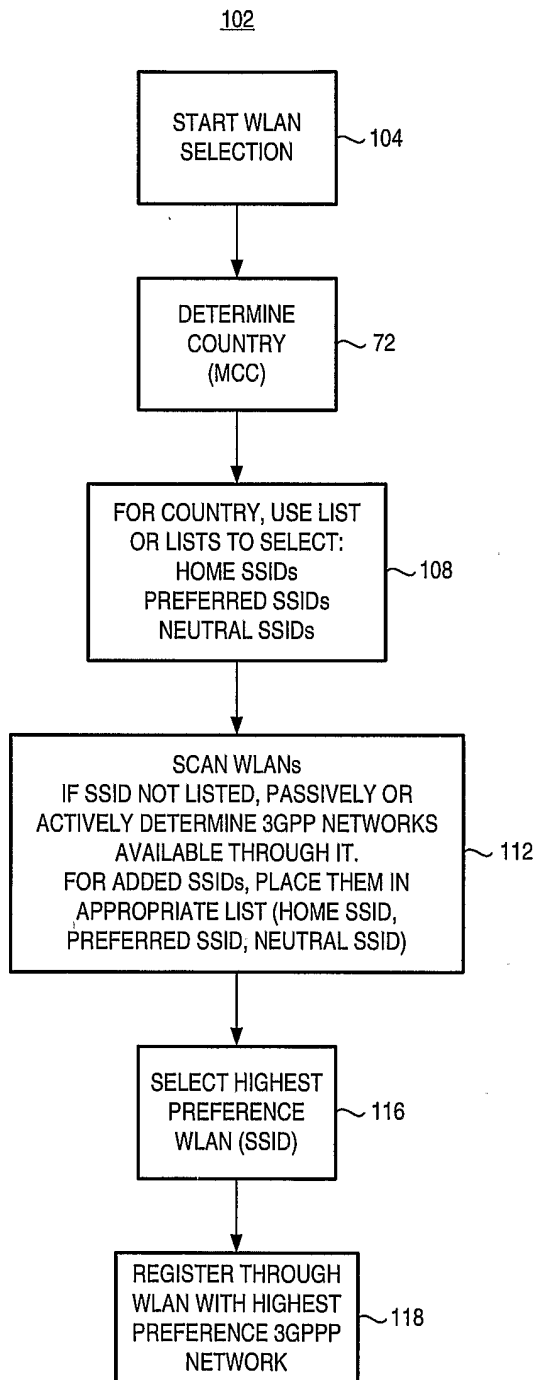 102
START WLAN
SELECTION
104
DETERMINE
COUNTRY
(MCC)
72
FOR COUNTRY, USE LIST
OR LISTS TO SELECT:
HOME SSIDs
PREFERRED SSIDs
NEUTRAL SSIDs
108
SCAN WLANs
IF SSID NOT LISTED, PASSIVELY OR
ACTIVELY DETERMINE 3GPP NETWORKS
AVAILABLE THROUGH IT.
FOR ADDED SSIDs, PLACE THEM IN
APPROPRIATE LIST (HOME SSID,
PREFERRED SSID, NEUTRAL SSID)
112
SELECT HIGHEST
PREFERENCE
WLAN (SSID)
116
REGISTER THROUGH
WLAN WITH HIGHEST
PREFERENCE 3GPPP
NETWORK
118